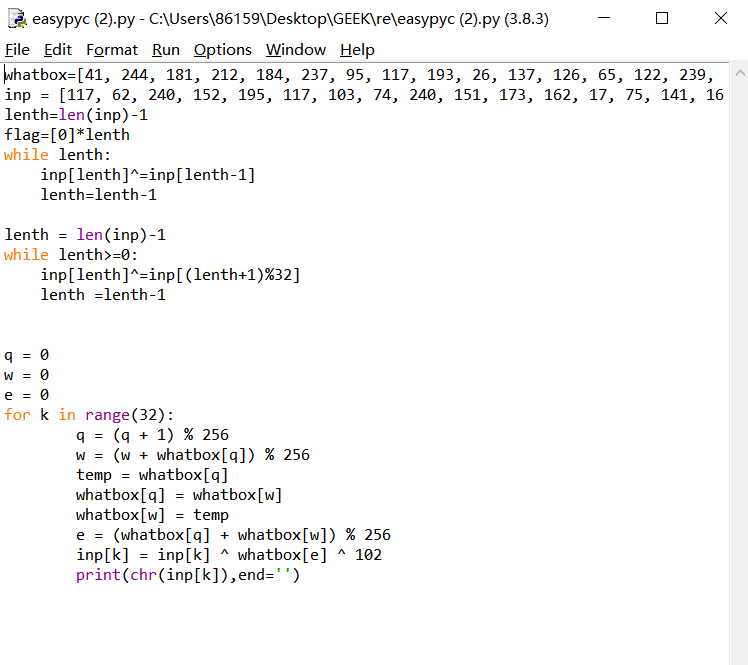 easypyc (2).py - C:\Users\86159\Desktop\GEEK\re\easypyc (2).py (3.8.3)
File Edit Format Run Options Window Help
whatbox=[41, 244, 181, 212, 184, 237, 95, 117, 193, 26, 137, 126, 65, 122, 239,
inp = [117, 62, 240, 152, 195, 117, 103, 74, 240, 151, 173, 162, 17, 75, 141, 16
lenth=len(inp)-1
flag=[0]*lenth
while lenth:
    inp[lenth]^=inp[lenth-1]
    lenth=lenth-1
lenth = len(inp)-1
while lenth>=0:
    inp[lenth]^=inp[(lenth+1)%32]
    lenth =lenth-1
q = 0
w = 0
e = 0
for k in range(32):
        q = (q + 1) % 256
        w = (w + whatbox[q]) % 256
        temp = whatbox[q]
        whatbox[q] = whatbox[w]
        whatbox[w] = temp
        e = (whatbox[q] + whatbox[w]) % 256
        inp[k] = inp[k] ^ whatbox[e] ^ 102
        print(chr(inp[k]),end='')